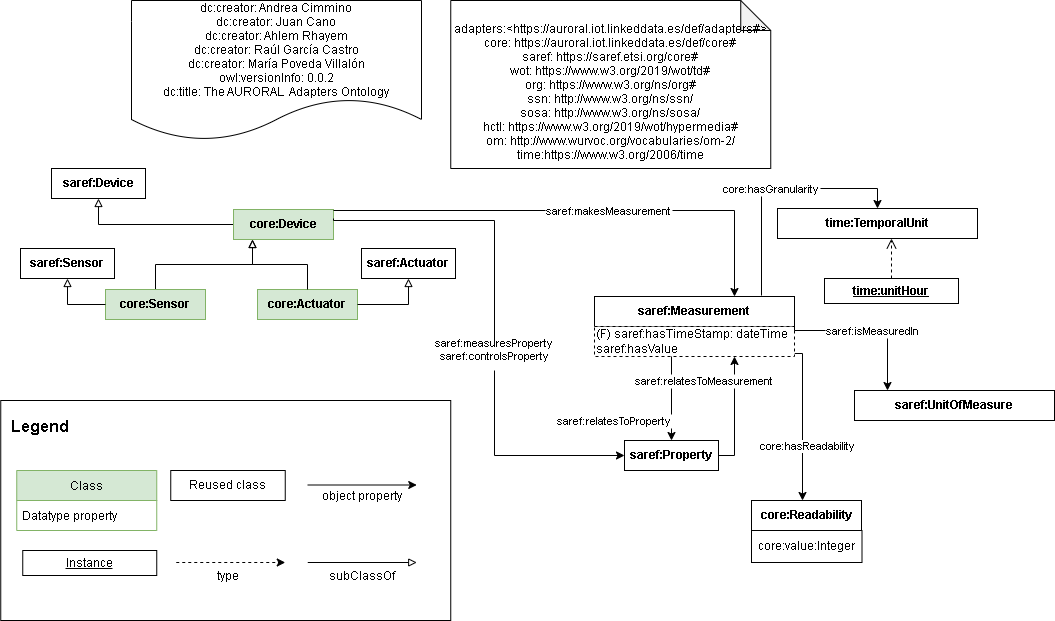 dc:creator: Andrea Cimmino
dc:creator: Juan Cano
dc:creator: Ahlem Rhayem
dc:creator: Raúl García Castro
dc:creator: María Poveda Villalón
owl:versionInfo: 0.0.2
dc:title: The AURORAL Adapters Ontology
adapters:<https://auroral.iot.linkeddata.es/def/adapters#>
core: https://auroral.iot.linkeddata.es/def/core#
saref: https://saref.etsi.org/core#
wot: https://www.w3.org/2019/wot/td#
org: https://www.w3.org/ns/org#
ssn: http://www.w3.org/ns/ssn/
sosa: http://www.w3.org/ns/sosa/
hctl: https://www.w3.org/2019/wot/hypermedia#
om: http://www.wurvoc.org/vocabularies/om-2/
time:https://www.w3.org/2006/time
saref:Device
core:Device
saref:Sensor
saref:Actuator
core:Sensor
core:Actuator
saref:makesMeasurement
core:hasGranularity
time:TemporalUnit
time:unitHour
saref:Measurement
(F) saref:hasTimeStamp: dateTime
saref:hasValue
saref:isMeasuredIn
saref:measuresProperty
saref:controlsProperty
saref:relatesToMeasurement
saref:UnitOfMeasure
saref:relatesToProperty
saref:Property
core:hasReadability
core:Readability
core:value:Integer
Legend
Class
Datatype property
Reused class
object property
Instance
type
subClassOf